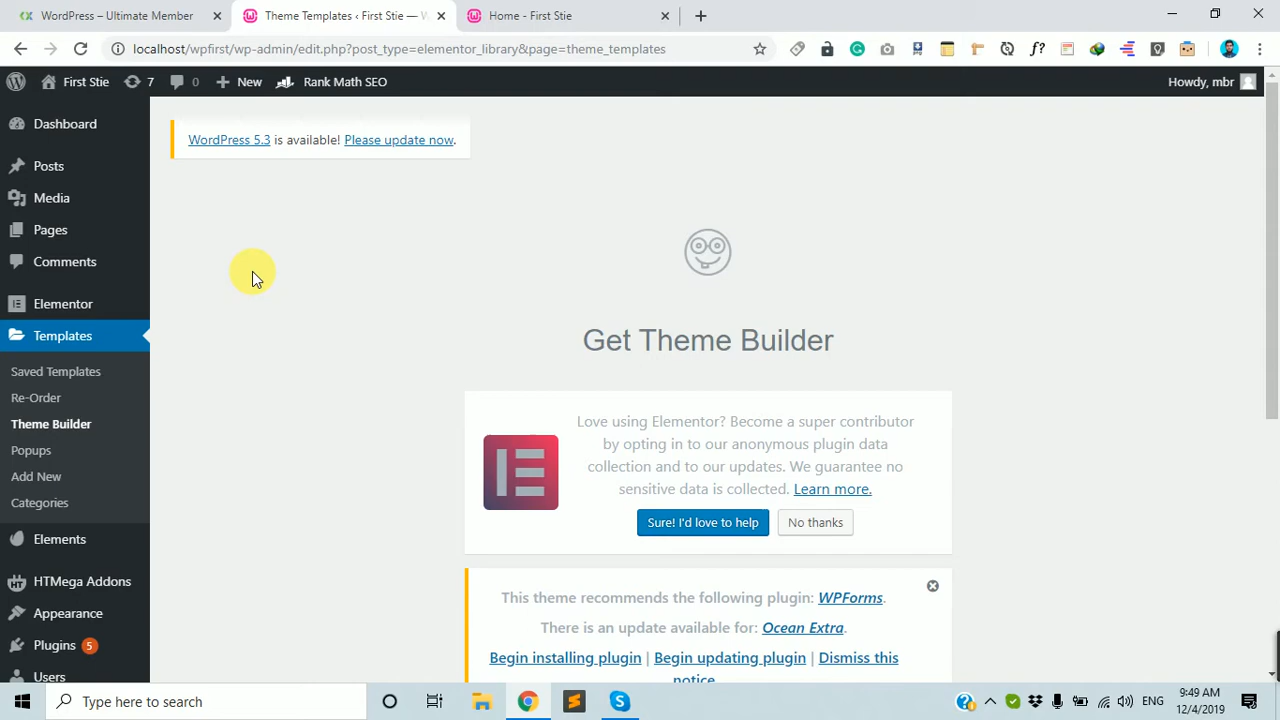 WordPress – Ultimate Member
Theme Templates ‹ First Stie — W
Home - First Stie
localhost/wpfirst/wp-admin/edit.php?post_type=elementor_library&page=theme_templates
First Stie 7 0 New Rank Math SEO Howdy, mbr
Dashboard
Posts
Media
Pages
Comments
Elementor
Templates
Saved Templates
Re-Order
Theme Builder
Popups
Add New
Categories
Elements
HTMega Addons
Appearance
Plugins 5
Users
WordPress 5.3 is available! Please update now.
Get Theme Builder
Love using Elementor? Become a super contributor
by opting in to our anonymous plugin data
collection and to our updates. We guarantee no
sensitive data is collected. Learn more.
Sure! I'd love to help No thanks
This theme recommends the following plugin: WPForms.
There is an update available for: Ocean Extra.
Begin installing plugin | Begin updating plugin | Dismiss this
notice
Type here to search
ENG
9:49 AM
12/4/2019